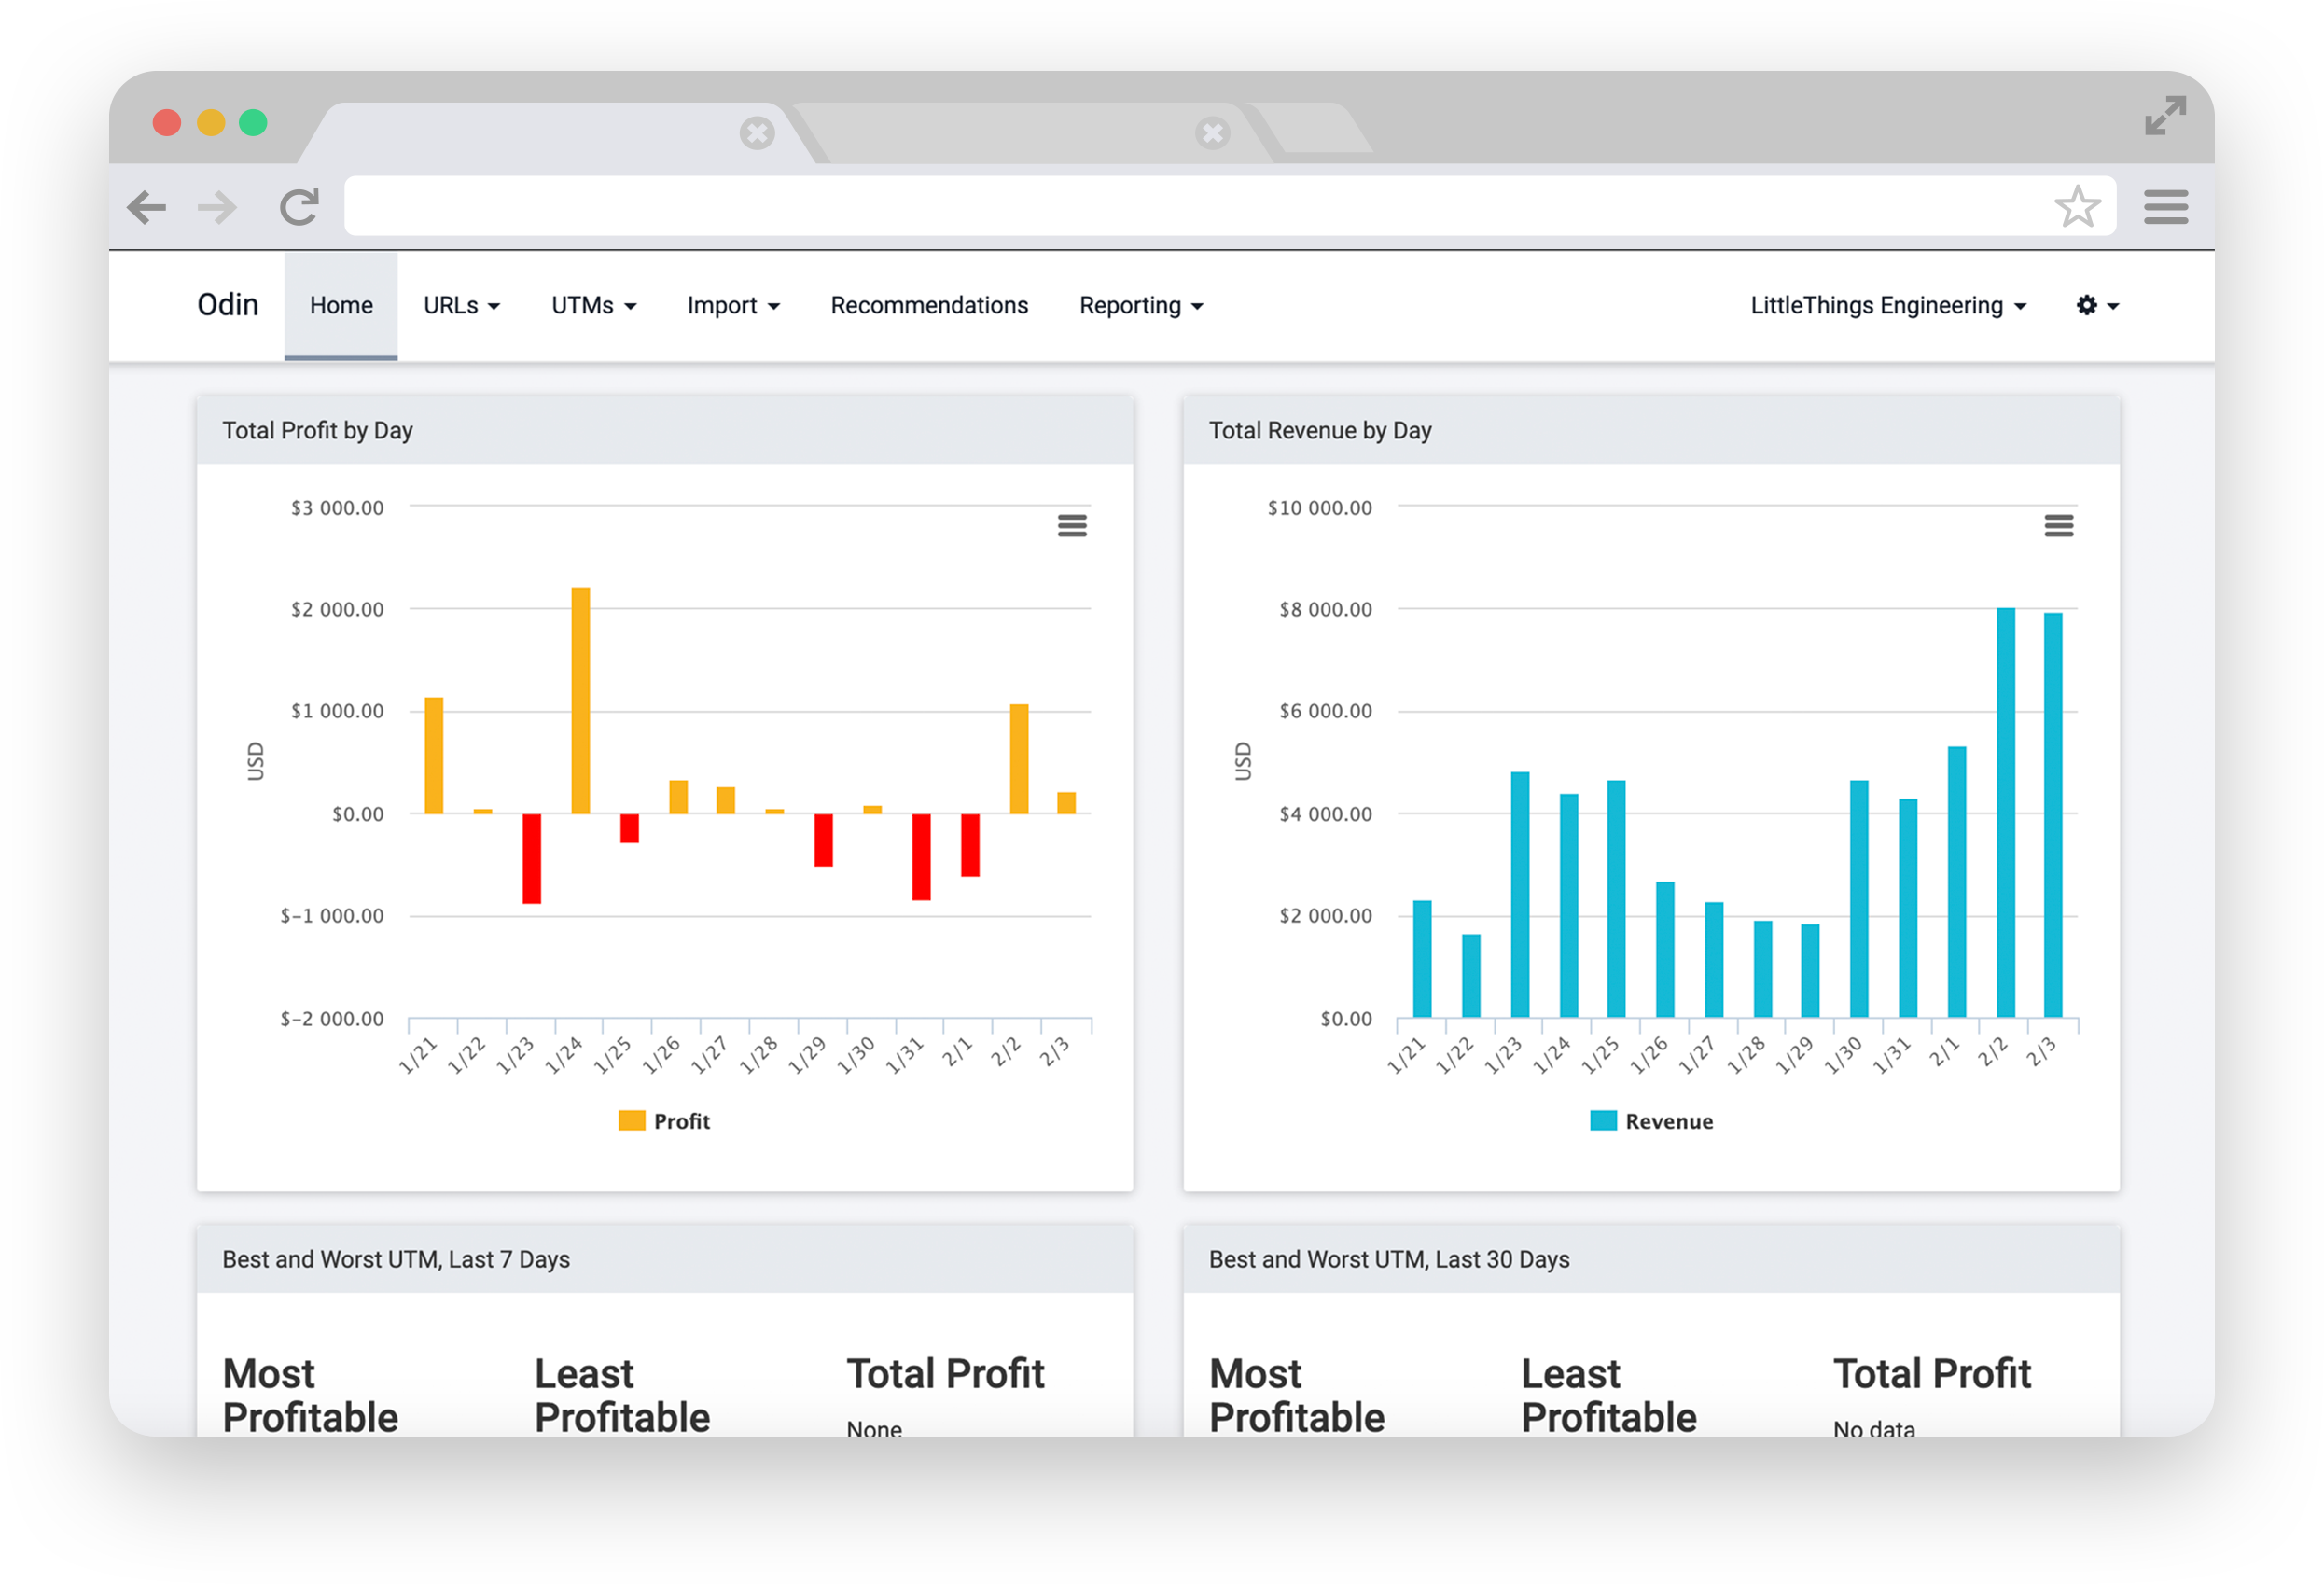 Odin Home URLs UTMs Import Recommendations Reporting LittleThings Engineering
Total Profit by Day
$3 000.00
$2 000.00
$1 000.00
$0.00
$-1 000.00
$-2 000.00
USD
1/21 1/22 1/23 1/24 1/25 1/26 1/27 1/28 1/29 1/30 1/31 2/1 2/2 2/3
Profit
Total Revenue by Day
$10 000.00
$8 000.00
$6 000.00
$4 000.00
$2 000.00
$0.00
USD
1/21 1/22 1/23 1/24 1/25 1/26 1/27 1/28 1/29 1/30 1/31 2/1 2/2 2/3
Revenue
Best and Worst UTM, Last 7 Days
Most
Profitable
Least
Profitable
Total Profit
None
Best and Worst UTM, Last 30 Days
Most
Profitable
Least
Profitable
Total Profit
No data